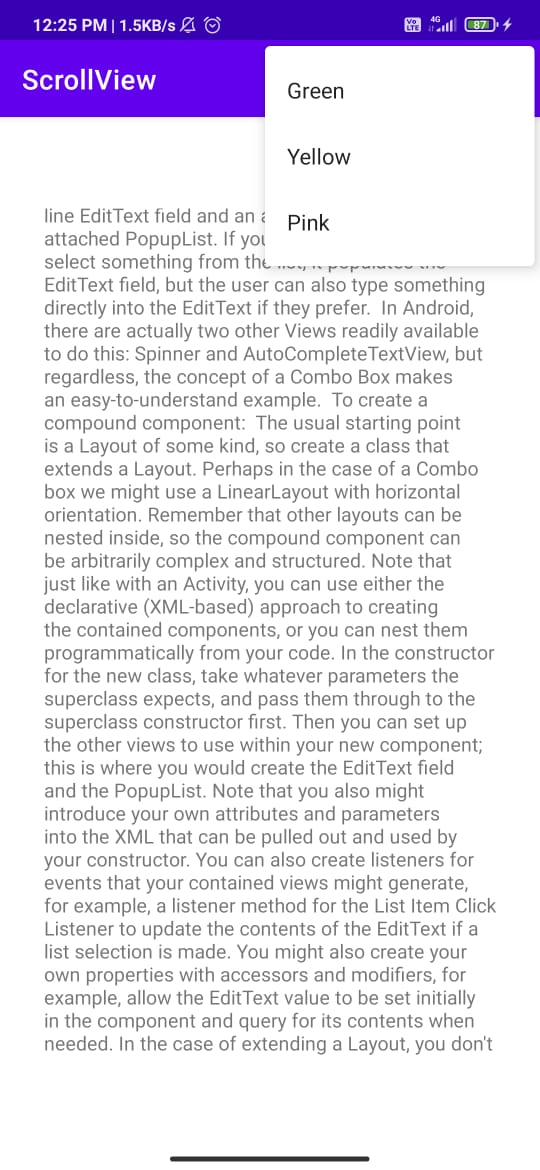 12:25 PM | 1.5KB/s
Vo LTE 4G 87
ScrollView
Green
Yellow
Pink
line EditText field and an
attached PopupList. If you
select something from the list, it populates the
EditText field, but the user can also type something
directly into the EditText if they prefer.  In Android,
there are actually two other Views readily available
to do this: Spinner and AutoCompleteTextView, but
regardless, the concept of a Combo Box makes
an easy-to-understand example.  To create a
compound component:  The usual starting point
is a Layout of some kind, so create a class that
extends a Layout. Perhaps in the case of a Combo
box we might use a LinearLayout with horizontal
orientation. Remember that other layouts can be
nested inside, so the compound component can
be arbitrarily complex and structured. Note that
just like with an Activity, you can use either the
declarative (XML-based) approach to creating
the contained components, or you can nest them
programmatically from your code. In the constructor
for the new class, take whatever parameters the
superclass expects, and pass them through to the
superclass constructor first. Then you can set up
the other views to use within your new component;
this is where you would create the EditText field
and the PopupList. Note that you also might
introduce your own attributes and parameters
into the XML that can be pulled out and used by
your constructor. You can also create listeners for
events that your contained views might generate,
for example, a listener method for the List Item Click
Listener to update the contents of the EditText if a
list selection is made. You might also create your
own properties with accessors and modifiers, for
example, allow the EditText value to be set initially
in the component and query for its contents when
needed. In the case of extending a Layout, you don't